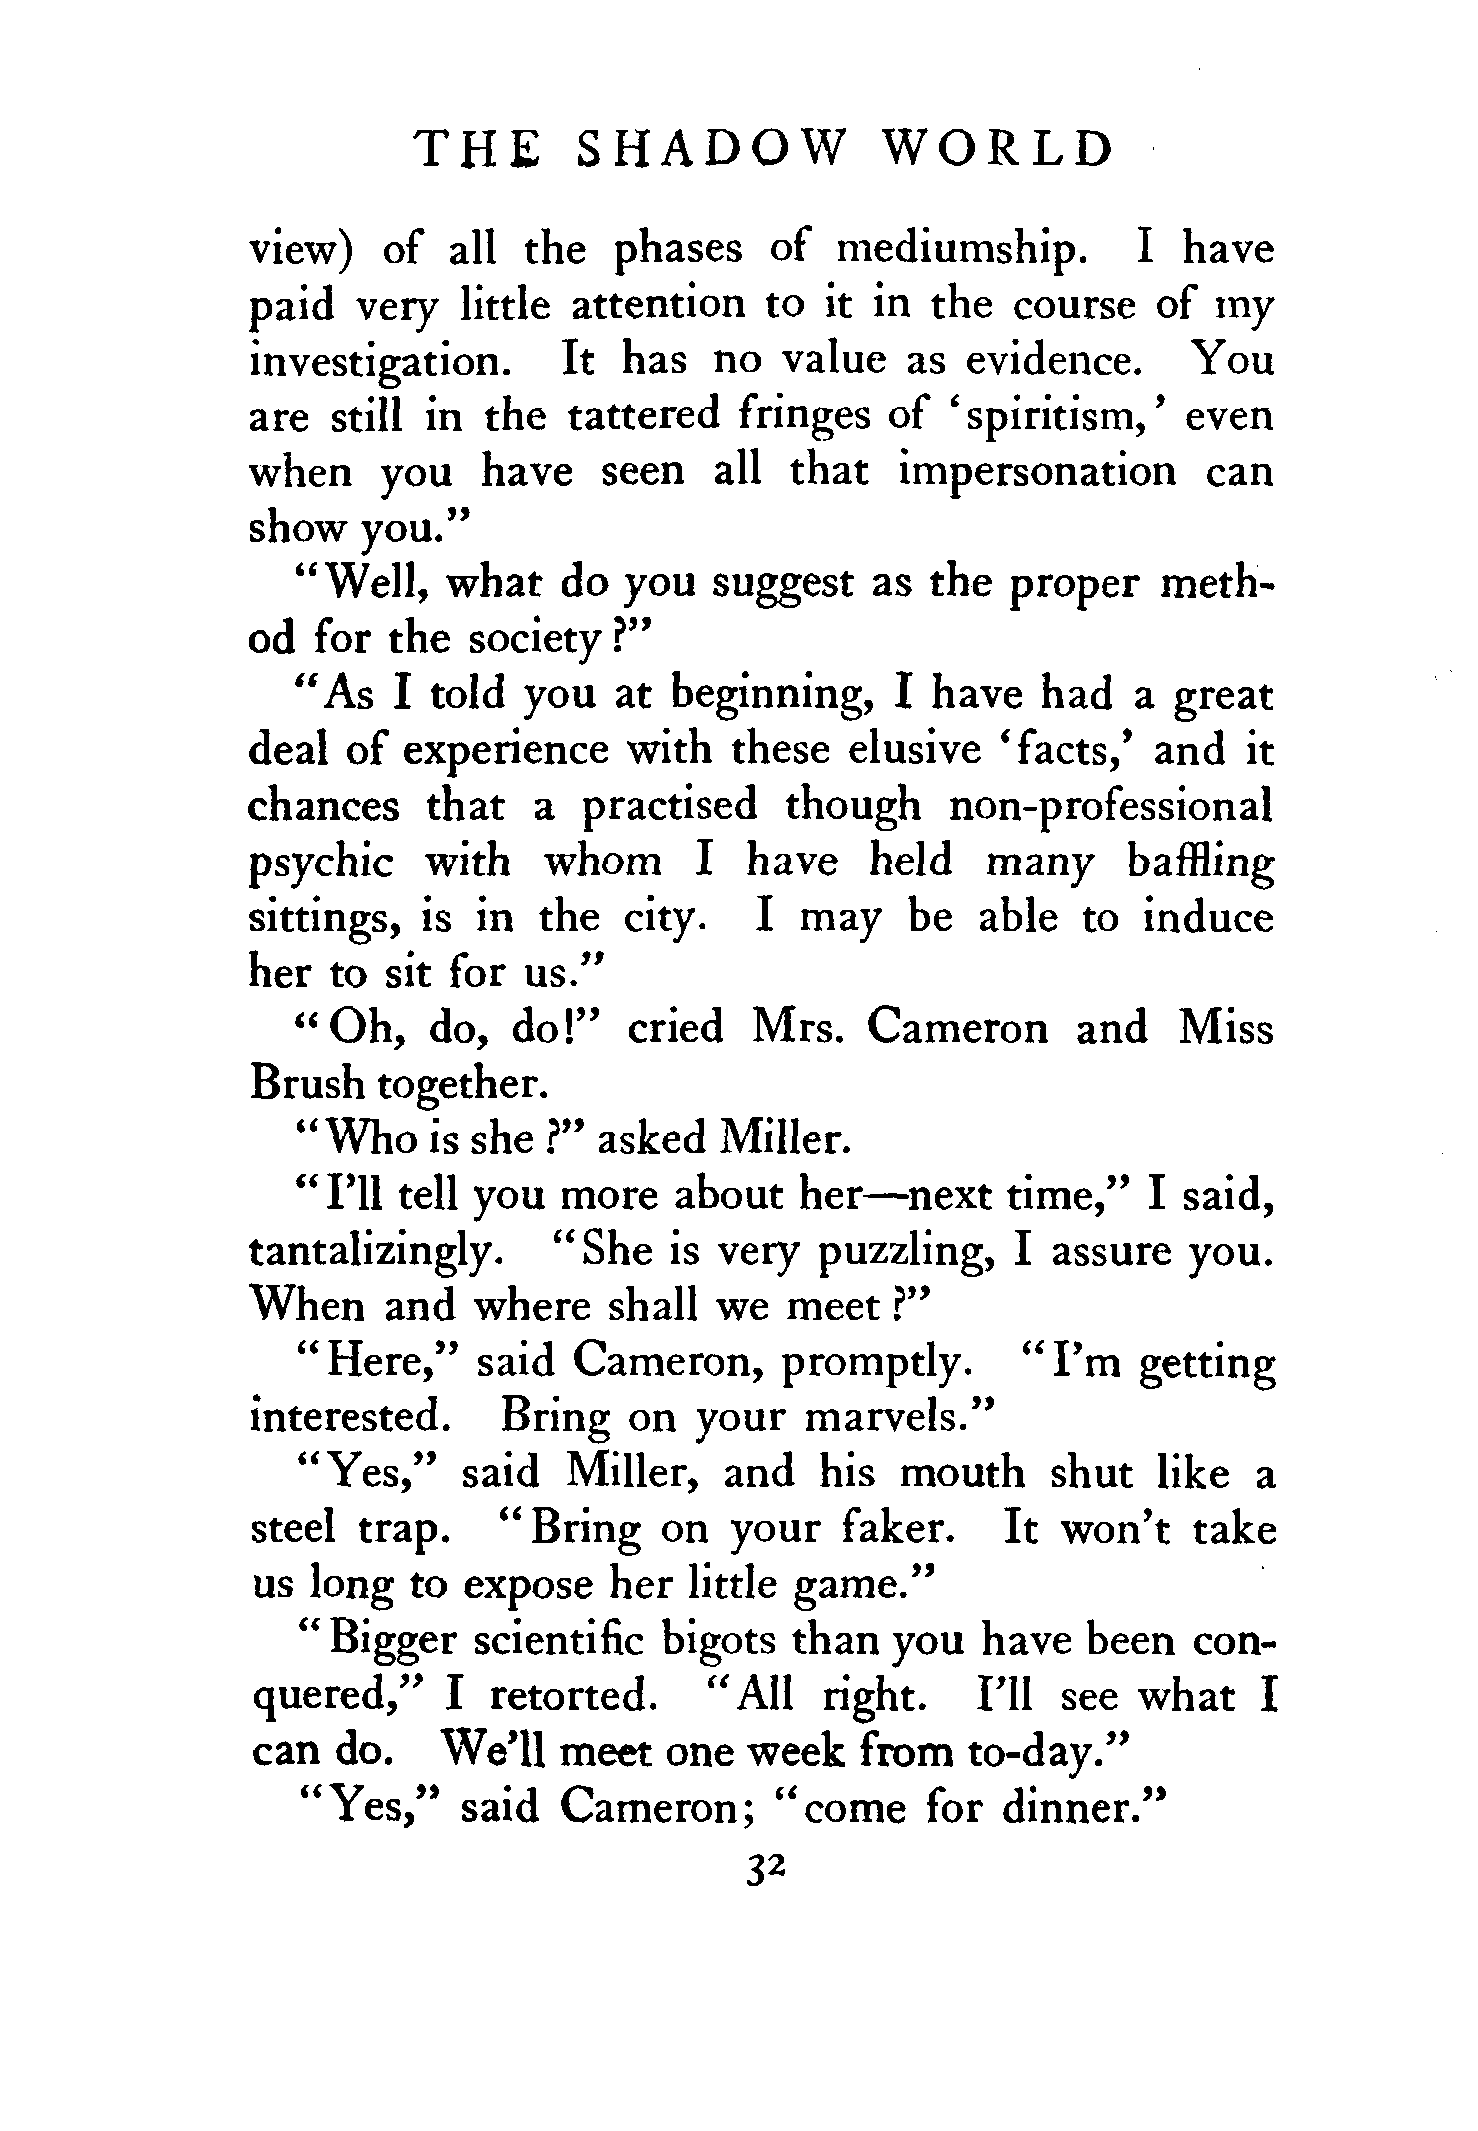 THE SHADOW WORLD
view) of all the phases of mediumship. I have
paid very little attention to it in the course of my
investigation. It has no value as evidence. You
are still in the tattered fringes of ‘spiritism,’ even
when you have seen all that impersonation can
show you.”
“Well, what do you suggest as the proper meth-
od for the society?”
“As I told you at beginning, I have had a great
deal of experience with these elusive ‘facts,’ and it
chances that a practised though non-professional
psychic with whom I have held many baffling
sittings, is in the city. I may be able to induce
her to sit for us.”
“Oh, do, do!” cried Mrs. Cameron and Miss
Brush together.
“Who is she?” asked Miller.
“I’ll tell you more about her—next time,” I said,
tantalizingly. “She is very puzzling, I assure you.
When and where shall we meet?”
“Here,” said Cameron, promptly. “I’m getting
interested. Bring on your marvels.”
“Yes,” said Miller, and his mouth shut like a
steel trap. “Bring on your faker. It won’t take
us long to expose her little game.”
“Bigger scientific bigots than you have been con-
quered,” I retorted. “All right. I’ll see what I
can do. We’ll meet one week from to-day.”
“Yes,” said Cameron; “come for dinner.”
32